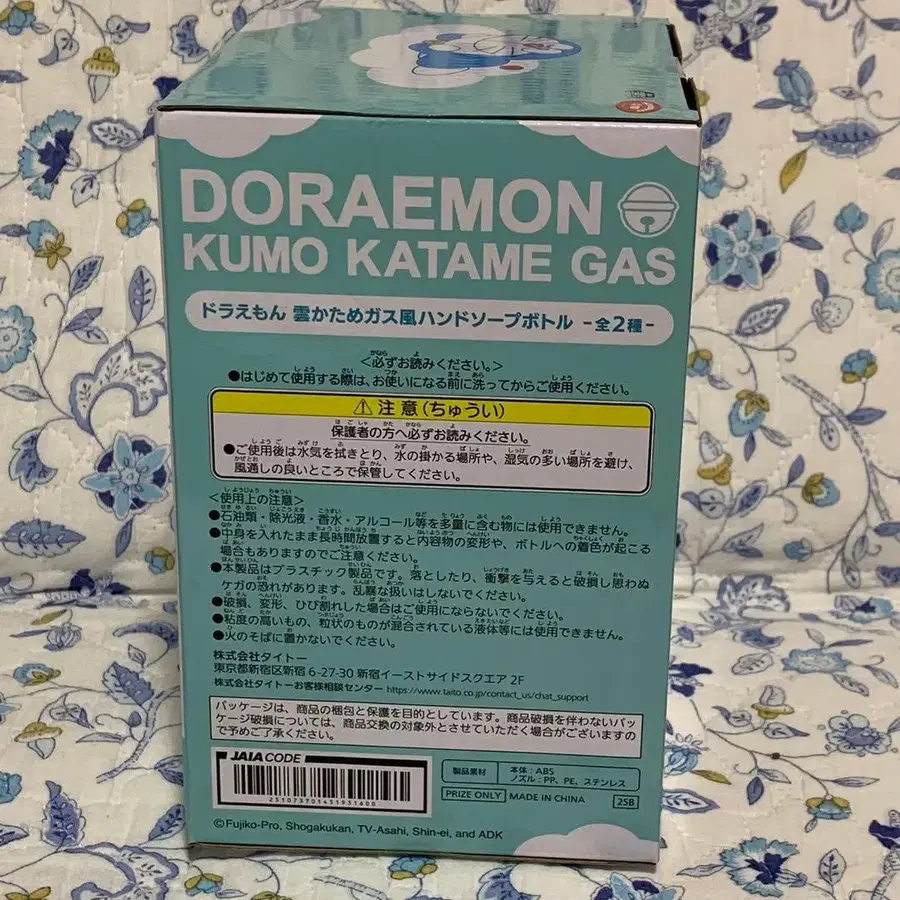 DORAEMON
KUMO KATAME GAS
ドラえもん 雲かためガス風ハンドソープボトル -全2種-
<必ずお読みください。>
●はじめて使用する際は、お使いになる前に洗ってからご使用ください。
⚠注意(ちゅうい)
保護者の方へ必ずお読みください。
●ご使用後は水気を拭きとり、水の掛かる場所や、湿気の多い場所を避け、
風通しの良いところで保管してください。
<使用上の注意>
●石油類・除光液・香水・アルコール等を多量に含む物には使用できません。
●中身を入れたまま長時間放置すると内容物の変形や、ボトルへの着色が起こる
場合もありますのでご注意ください。
●本製品はプラスチック製品です。落としたり、衝撃を与えると破損し思わぬ
ケガの恐れがあります。乱暴な扱いはしないでください。
●破損、変形、ひび割れした場合はご使用にならないでください。
●粘度の高いもの、粒状のものが混合されている液体等には使用できません。
●火のそばに置かないでください。
株式会社タイトー
東京都新宿区新宿 6-27-30 新宿イーストサイドスクエア 2F
株式会社タイトーお客様相談センター https://www.taito.co.jp/contact_us/chat_support
パッケージは、商品の梱包と保護を目的としています。商品破損を伴わないパッ
ケージ破損については、商品交換の対象外とさせていただく場合がございますの
で予めご了承ください。
JAIA CODE
2310737014519331600
製品素材 本体:ABS
ノズル:PP、PE、ステンレス
PRIZE ONLY MADE IN CHINA 25B
©Fujiko-Pro, Shogakukan, TV-Asahi, Shin-ei, and ADK